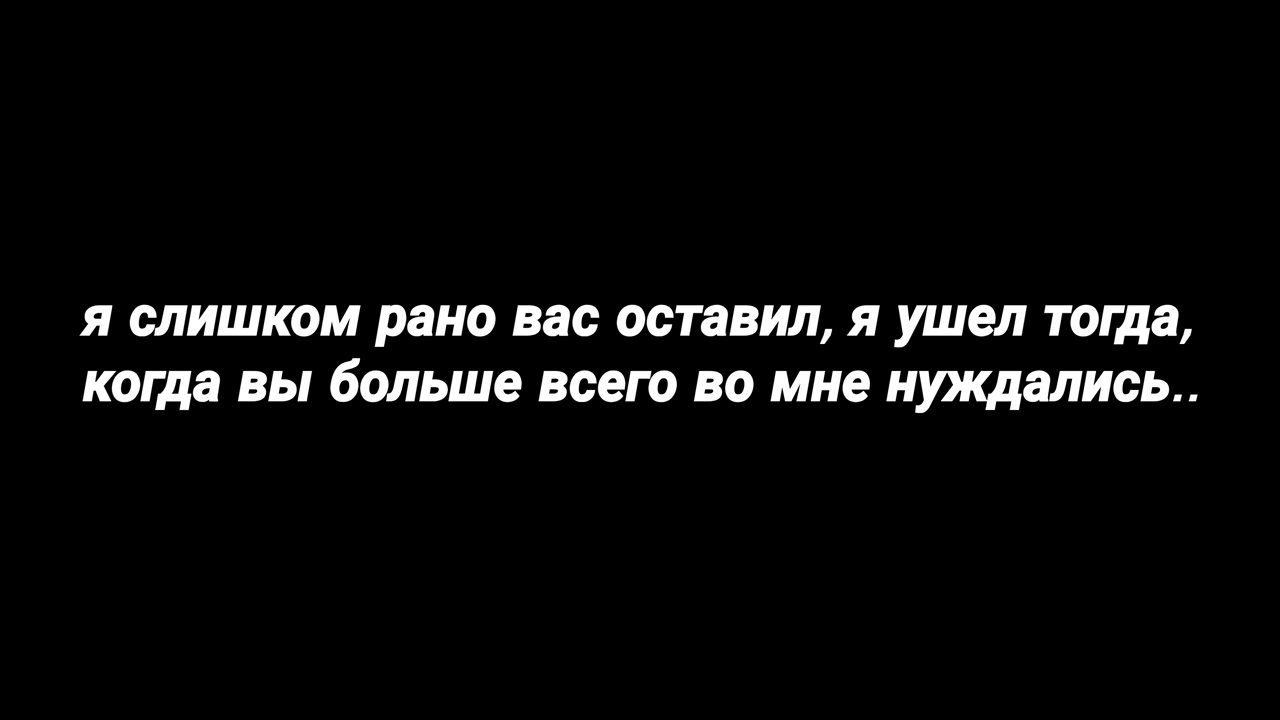 я слишком рано вас оставил, я ушел тогда,
когда вы больше всего во мне нуждались..